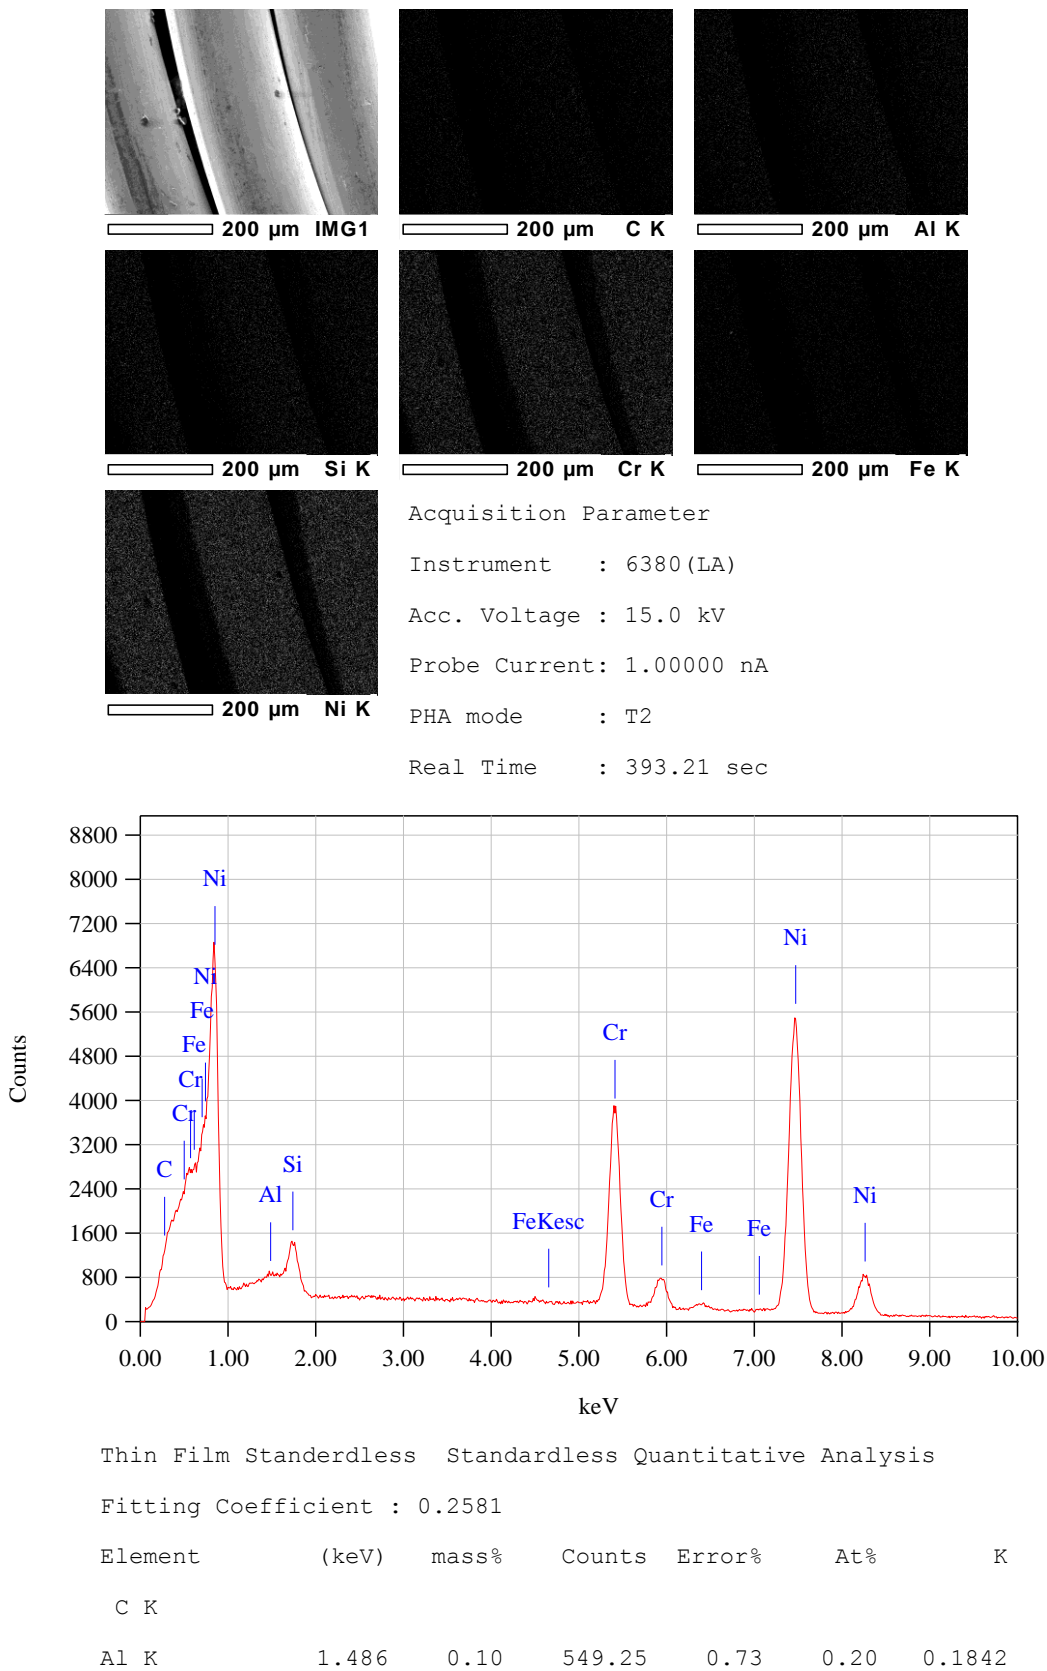 200 µm IMG1
200 µm C K
200 µm Al K
200 µm Si K
200 µm Cr K
200 µm Fe K
200 µm Ni K
Acquisition Parameter
Instrument : 6380(LA)
Acc. Voltage : 15.0 kV
Probe Current: 1.00000 nA
PHA mode : T2
Real Time : 393.21 sec
8800
8000
7200
6400
5600
4800
4000
3200
2400
1600
800
0
Counts
Ni
Ni
Fe
Fe
Cr
Cr
C
Al
Si
FeKesc
Cr
Cr
Fe
Fe
Ni
Ni
0.00 1.00 2.00 3.00 4.00 5.00 6.00 7.00 8.00 9.00 10.00
keV
Thin Film Standerdless Standardless Quantitative Analysis
Fitting Coefficient : 0.2581
Element (keV) mass% Counts Error% At% K
C K
Al K 1.486 0.10 549.25 0.73 0.20 0.1842